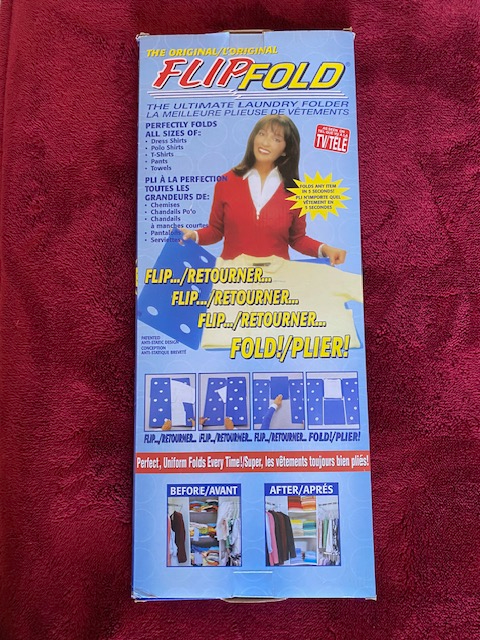 THE ORIGINAL/L'ORIGINAL
FLIPFOLD®
THE ULTIMATE LAUNDRY FOLDER
LA MEILLEURE PLIEUSE DE VÊTEMENTS
PERFECTLY FOLDS
ALL SIZES OF:
• Dress Shirts
• Polo Shirts
• T-Shirts
• Pants
• Towels
TV/TÉLÉ
PLI À LA PERFECTION
TOUTES LES
GRANDEURS DE:
• Chemises
• Chandails Po'o
• Chandails
à manches courtes
• Pantalons
• Serviettes
FOLDS ANY ITEM
IN 5 SECONDS!
PLI N'IMPORTE QUEL
VÊTEMENT EN
5 SECONDES
FLIP.../RETOURNER...
FLIP.../RETOURNER...
FLIP.../RETOURNER...
FOLD!/PLIER!
PATENTED
ANTI-STATIC DESIGN
CONCEPTION
ANTI-STATIQUE BREVITÉ
FLIP.../RETOURNER... FLIP.../RETOURNER... FLIP.../RETOURNER... FOLD!/PLIER!
Perfect, Uniform Folds Every Time!/Super, les vêtements toujours bien pliés!
BEFORE/AVANT
AFTER/APRÉS